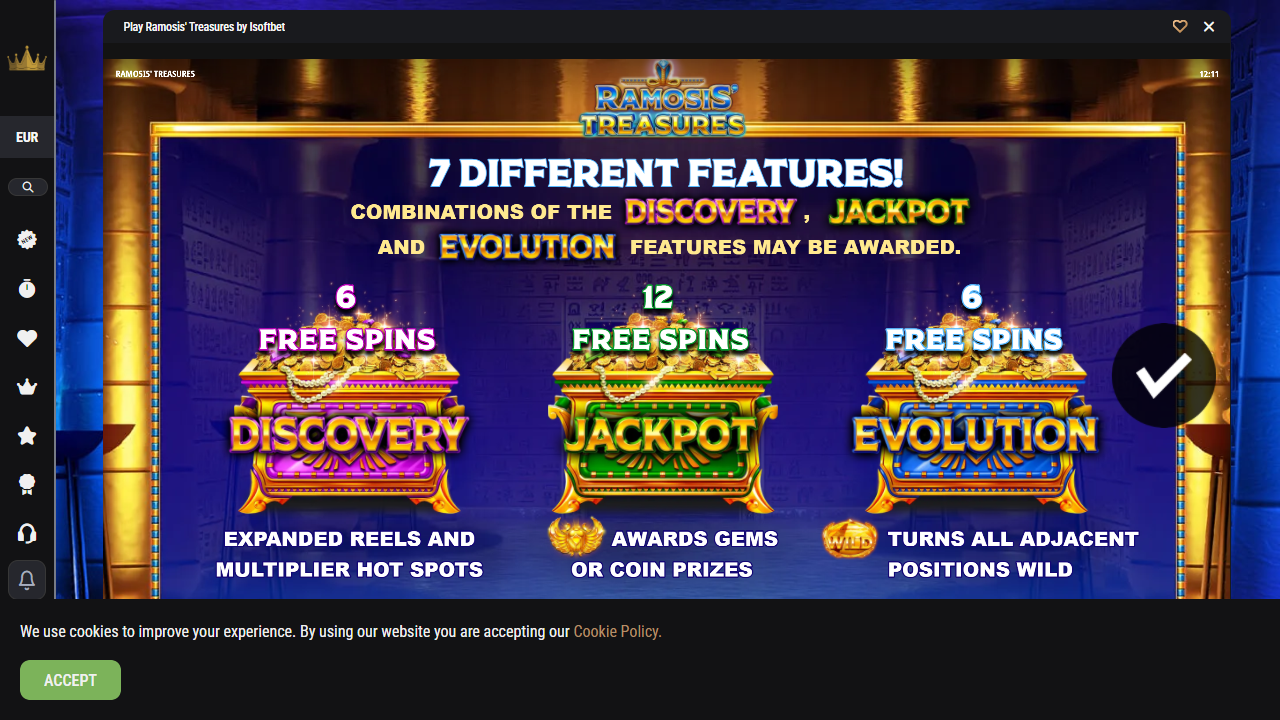 Play Ramosis' Treasures by Isoftbet
RAMOSIS' TREASURES
12:11
RAMOSIS
TREASURES
EUR
NEW
7 DIFFERENT FEATURES!
COMBINATIONS OF THE DISCOVERY, JACKPOT
AND EVOLUTION FEATURES MAY BE AWARDED.
6
FREE SPINS
DISCOVERY
EXPANDED REELS AND
MULTIPLIER HOT SPOTS
12
FREE SPINS
JACKPOT
AWARDS GEMS
OR COIN PRIZES
6
FREE SPINS
EVOLUTION
WILD TURNS ALL ADJACENT
POSITIONS WILD
We use cookies to improve your experience. By using our website you are accepting our Cookie Policy.
ACCEPT